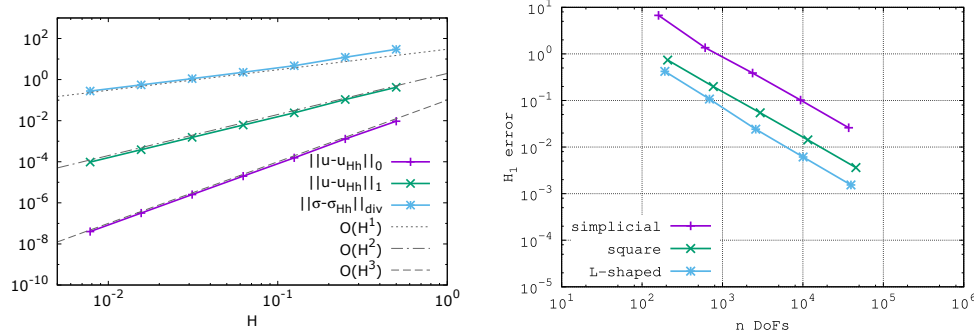 10^2
10^0
10^-2
10^-4
10^-6
10^-8
10^-10
||u-u_Hh||_0
||u-u_Hh||_1
||σ-σ_Hh||_div
O(H^1)
O(H^2)
O(H^3)
10^-2 10^-1 10^0
H
H_1 error
10^1
10^0
10^-1
10^-2
10^-3
10^-4
10^-5
simplicial
square
L-shaped
10^1 10^2 10^3 10^4 10^5 10^6
n DoFs